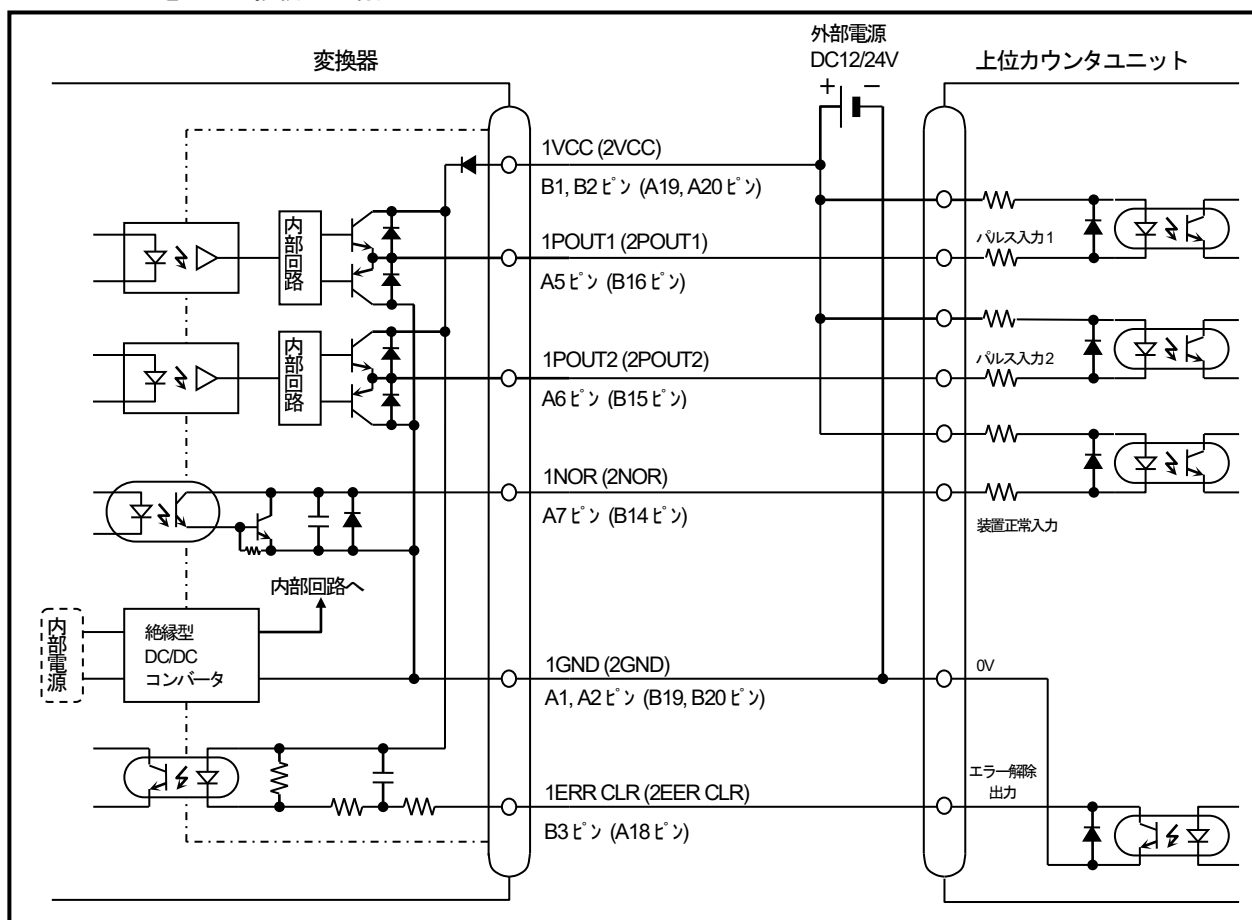 変換器
外部電源
DC12/24V
+ −
上位カウンタユニット
1VCC (2VCC)
B1, B2ピン (A19, A20ピン)
内部回路
1POUT1 (2POUT1)
A5ピン (B16ピン)
パルス入力1
内部回路
1POUT2 (2POUT2)
A6ピン (B15ピン)
パルス入力2
1NOR (2NOR)
A7ピン (B14ピン)
装置正常入力
内部回路へ
内部電源
絶縁型
DC/DC
コンバータ
1GND (2GND)
A1, A2ピン (B19, B20ピン)
0V
1ERR CLR (2EER CLR)
B3ピン (A18ピン)
エラー解除
出力